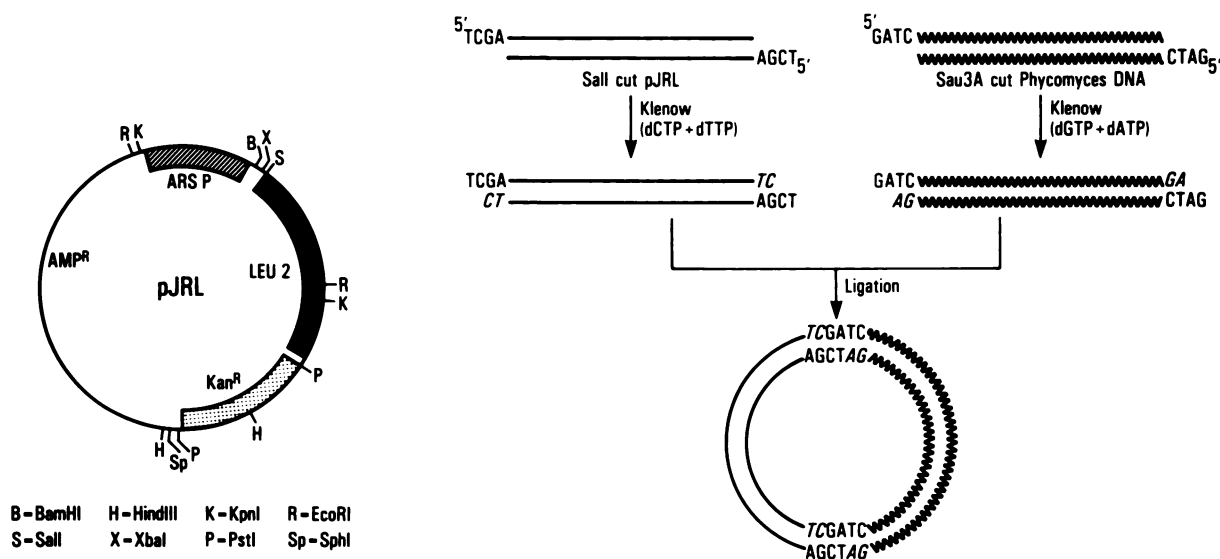 R K
B X S
ARS P
AMPR
pJRL
LEU 2
R
K
KanR
P
H
H Sp P
B = BamHI H = HindIII K = KpnI R = EcoRI
S = SalI X = XbaI P = PstI Sp = SphI
5' TCGA
AGCT 5'
SalI cut pJRL
Klenow
(dCTP + dTTP)
TCGA TC
CT AGCT
5' GATC
CTAG 5'
Sau3A cut Phycomyces DNA
Klenow
(dGTP + dATP)
GATC GA
AG CTAG
Ligation
TCGATC
AGCTAG
TCGATC
AGCTAG